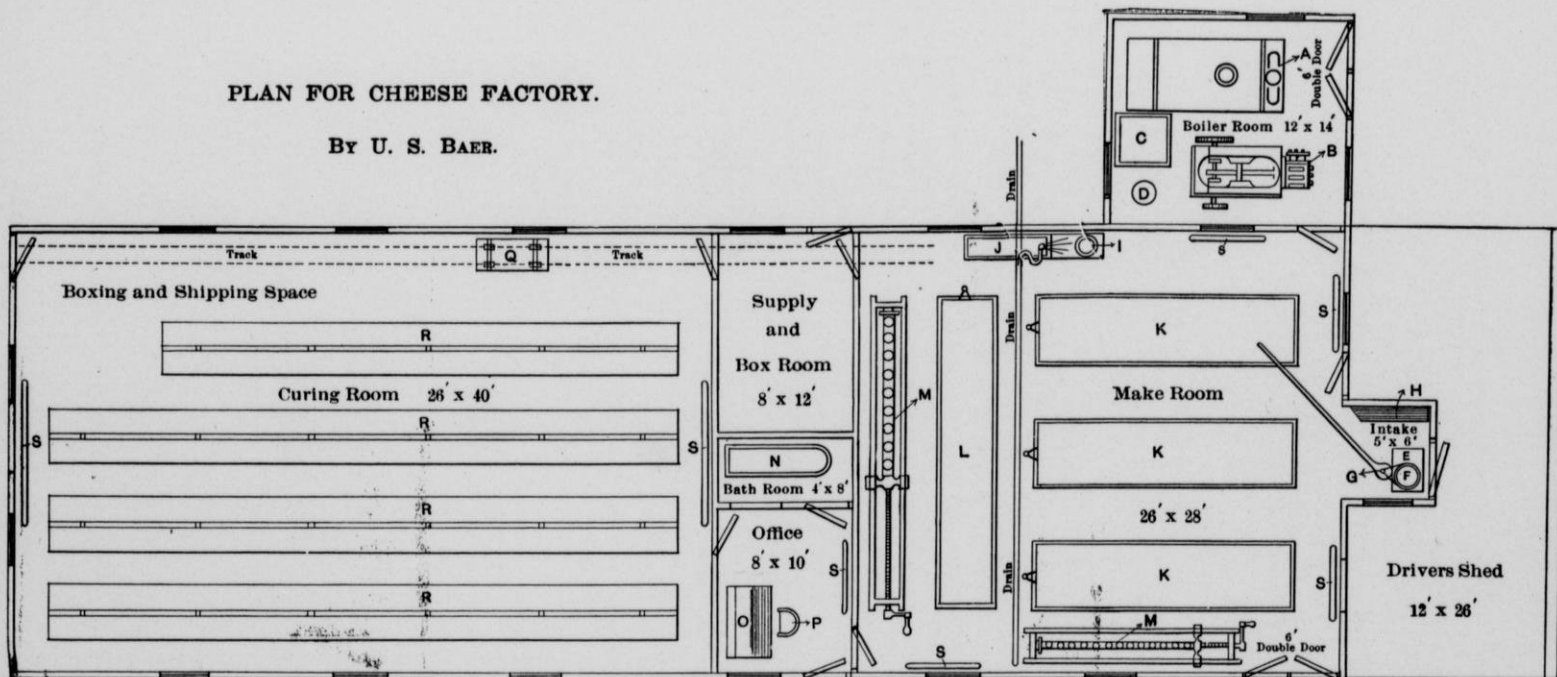 PLAN FOR CHEESE FACTORY.
BY U. S. BAER.
A
6'
Double Door
Boiler Room 12' x 14'
C
B
D
Drain
Track
Q
Track
J
I
S
Boxing and Shipping Space
R
Curing Room 26' x 40'
R
S
S
R
R
Supply
and
Box Room
8' x 12'
N
Bath Room 4' x 8'
Office
8' x 10'
S
O
P
M
L
Drain
Drain
K
S
Make Room
K
26' x 28'
K
S
M
6'
Double Door
S
H
Intake
5' x 6'
E
F
G
Drivers Shed
12' x 26'